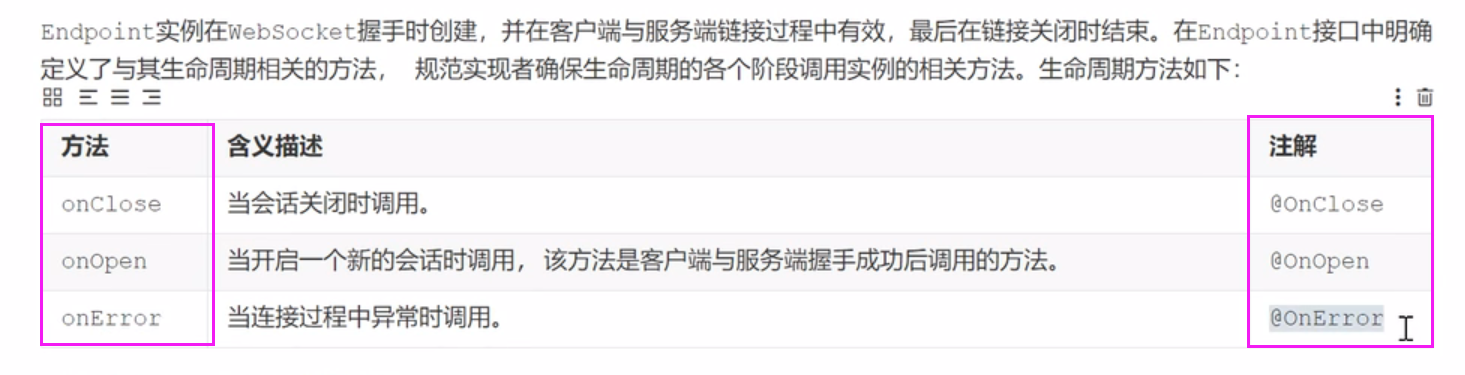 Endpoint实例在WebSocket握手时创建，并在客户端与服务端链接过程中有效，最后在链接关闭时结束。在Endpoint接口中明确
定义了与其生命周期相关的方法， 规范实现者确保生命周期的各个阶段调用实例的相关方法。生命周期方法如下：
方法 含义描述 注解
onClose 当会话关闭时调用。 @OnClose
onOpen 当开启一个新的会话时调用， 该方法是客户端与服务端握手成功后调用的方法。 @OnOpen
onError 当连接过程中异常时调用。 @OnError